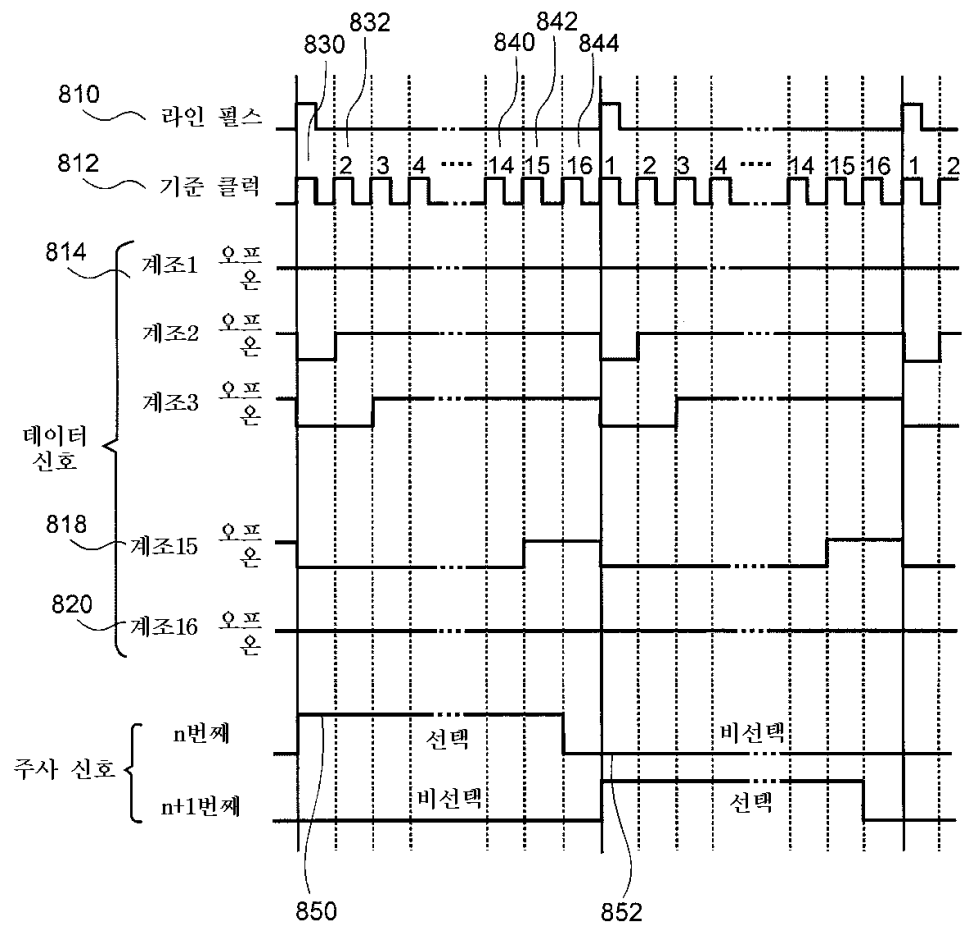 830 832 840 842 844
810 라인 펄스
812 기준 클럭 2 3 4 14 15 16 1 2 3 4 14 15 16 1 2
814 계조1 오프
온
계조2 오프
온
계조3 오프
온
데이터
신호
818 계조15 오프
온
820 계조16 오프
온
주사 신호
n번째 선택 비선택
n+1번째 비선택 선택
850 852